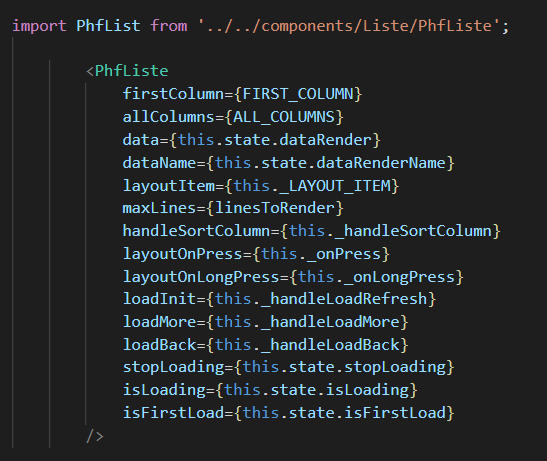 import PhfList from '../../components/Liste/PhfListe';
<PhfListe
firstColumn={FIRST_COLUMN}
allColumns={ALL_COLUMNS}
data={this.state.dataRender}
dataName={this.state.dataRenderName}
layoutItem={this._LAYOUT_ITEM}
maxLines={linesToRender}
handleSortColumn={this._handleSortColumn}
layoutOnPress={this._onPress}
layoutOnLongPress={this._onLongPress}
loadInit={this._handleLoadRefresh}
loadMore={this._handleLoadMore}
loadBack={this._handleLoadBack}
stopLoading={this.state.stopLoading}
isLoading={this.state.isLoading}
isFirstLoad={this.state.isFirstLoad}
/>